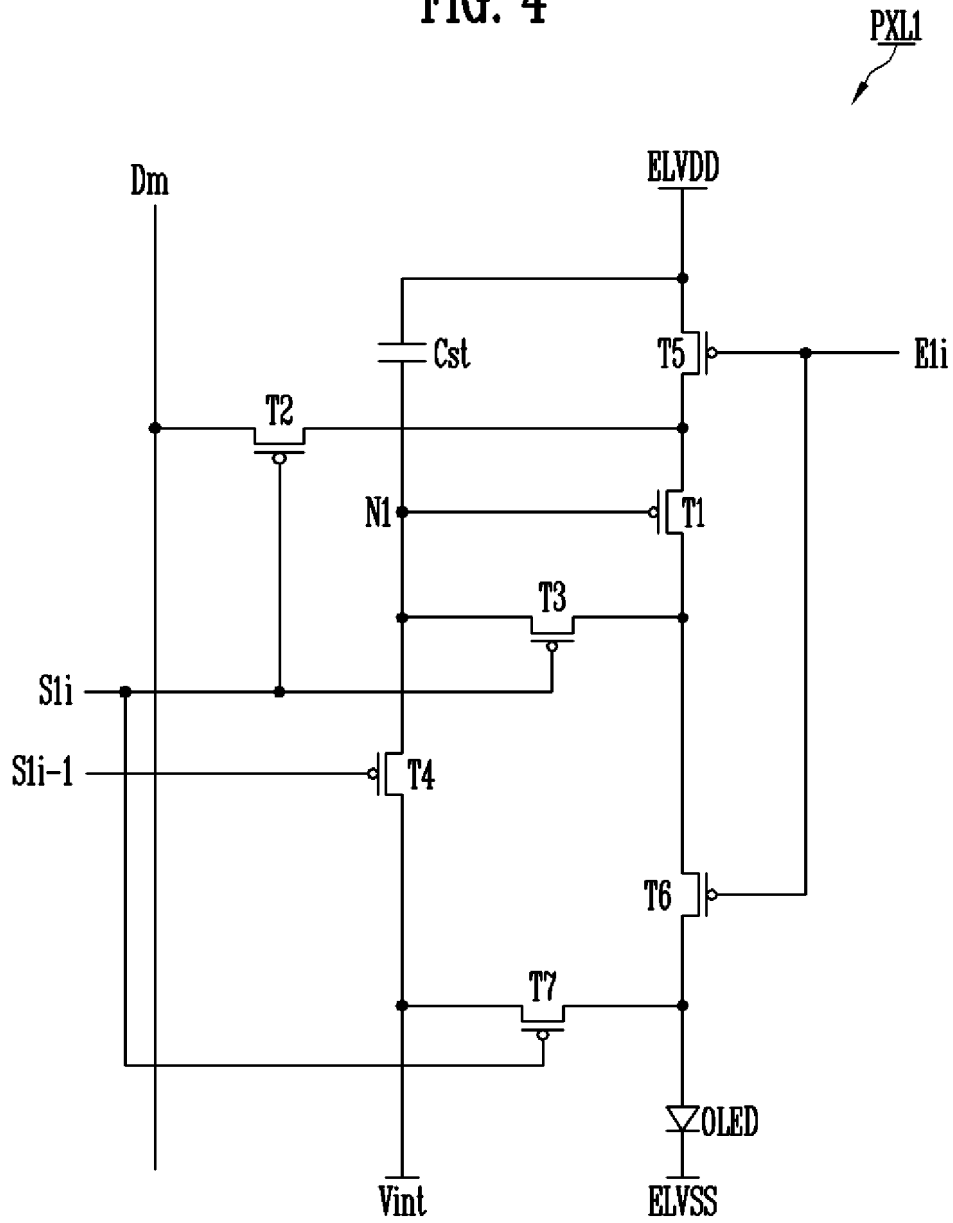 FIG. 4
PXL1
Dm
ELVDD
Cst
T5
E1i
T2
N1
T1
T3
S1i
S1i-1
T4
T6
T7
OLED
Vint
ELVSS